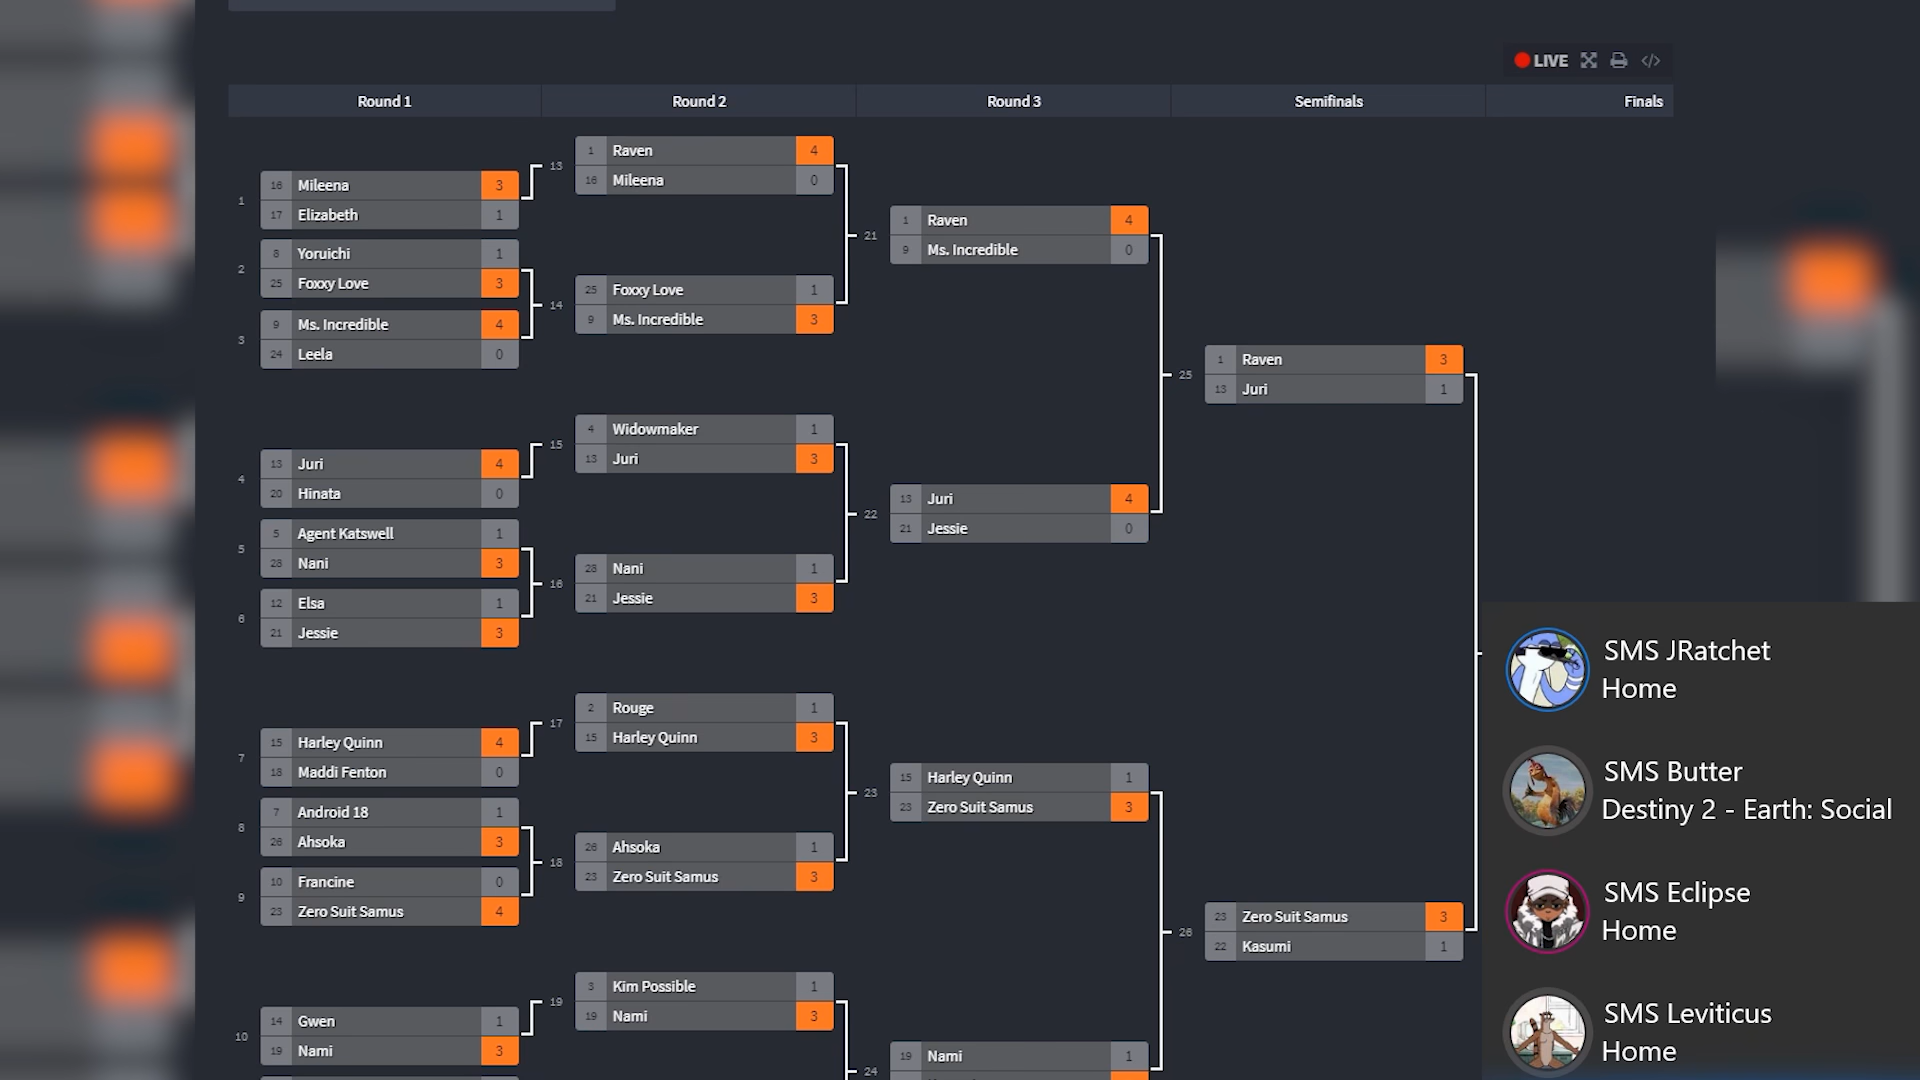 LIVE </>
Round 1 Round 2 Round 3 Semifinals Finals
1
16 Mileena 3
17 Elizabeth 1
2
8 Yoruichi 1
25 Foxxy Love 3
3
9 Ms. Incredible 4
24 Leela 0
4
13 Juri 4
20 Hinata 0
5
5 Agent Katswell 1
28 Nani 3
6
12 Elsa 1
21 Jessie 3
7
15 Harley Quinn 4
18 Maddi Fenton 0
8
7 Android 18 1
26 Ahsoka 3
9
10 Francine 0
23 Zero Suit Samus 4
10
14 Gwen 1
19 Nami 3
13
1 Raven 4
16 Mileena 0
14
25 Foxxy Love 1
9 Ms. Incredible 3
15
4 Widowmaker 1
13 Juri 3
16
28 Nani 1
21 Jessie 3
17
2 Rouge 1
15 Harley Quinn 3
18
26 Ahsoka 1
23 Zero Suit Samus 3
19
3 Kim Possible 1
19 Nami 3
21
1 Raven 4
9 Ms. Incredible 0
22
13 Juri 4
21 Jessie 0
23
15 Harley Quinn 1
23 Zero Suit Samus 3
24
19 Nami 1
25
1 Raven 3
13 Juri 1
26
23 Zero Suit Samus 3
22 Kasumi 1
SMS JRatchet
Home
SMS Butter
Destiny 2 - Earth: Social
SMS Eclipse
Home
SMS Leviticus
Home